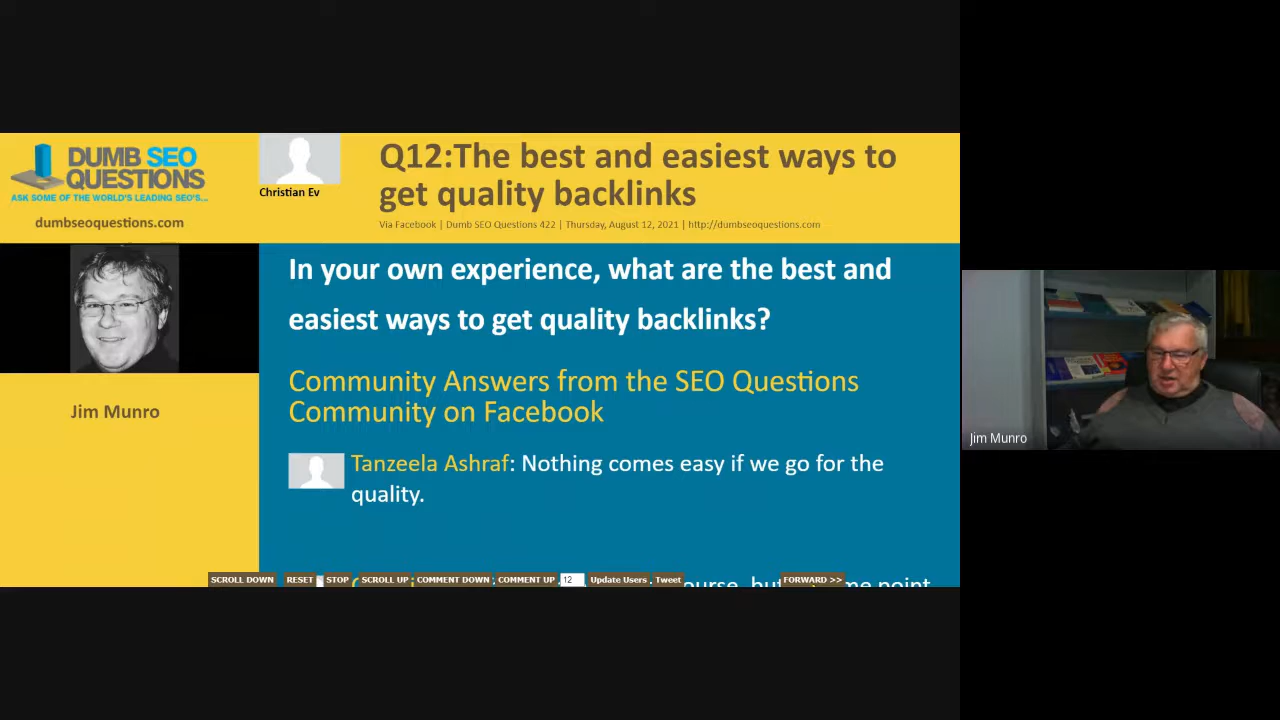 DUMB SEO
QUESTIONS
ASK SOME OF THE WORLD'S LEADING SEO'S...
dumbseoquestions.com
Christian Ev
Q12:The best and easiest ways to
get quality backlinks
Via Facebook | Dumb SEO Questions 422 | Thursday, August 12, 2021 | http://dumbseoquestions.com
Jim Munro
In your own experience, what are the best and
easiest ways to get quality backlinks?
Community Answers from the SEO Questions
Community on Facebook
Tanzeela Ashraf: Nothing comes easy if we go for the
quality.
SCROLL DOWN RESET STOP SCROLL UP COMMENT DOWN COMMENT UP 12 Update Users Tweet FORWARD >>
point
Jim Munro